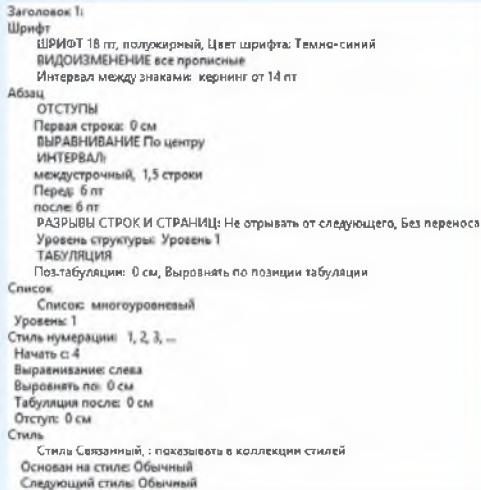 Заголовок 1:
Шрифт
ШРИФТ 18 пт, полужирный, Цвет шрифта: Темно-синий
ВИДОИЗМЕНЕНИЕ все прописные
Интервал между знаками: кернинг от 14 пт
Абзац
ОТСТУПЫ
Первая строка: 0 см
ВЫРАВНИВАНИЕ По центру
ИНТЕРВАЛ:
междустрочный, 1,5 строки
Перед: 6 пт
после: 6 пт
РАЗРЫВЫ СТРОК И СТРАНИЦ: Не отрывать от следующего, Без переноса
Уровень структуры: Уровень 1
ТАБУЛЯЦИЯ
Поз.табуляции: 0 см, Выровнять по позиции табуляции
Список
Список: многоуровневый
Уровень: 1
Стиль нумерации: 1, 2, 3, ...
Начать с: 4
Выравнивание: слева
Выровнять по: 0 см
Табуляция после: 0 см
Отступ: 0 см
Стиль
Стиль Связанный, : показывать в коллекции стилей
Основан на стиле: Обычный
Следующий стиль: Обычный